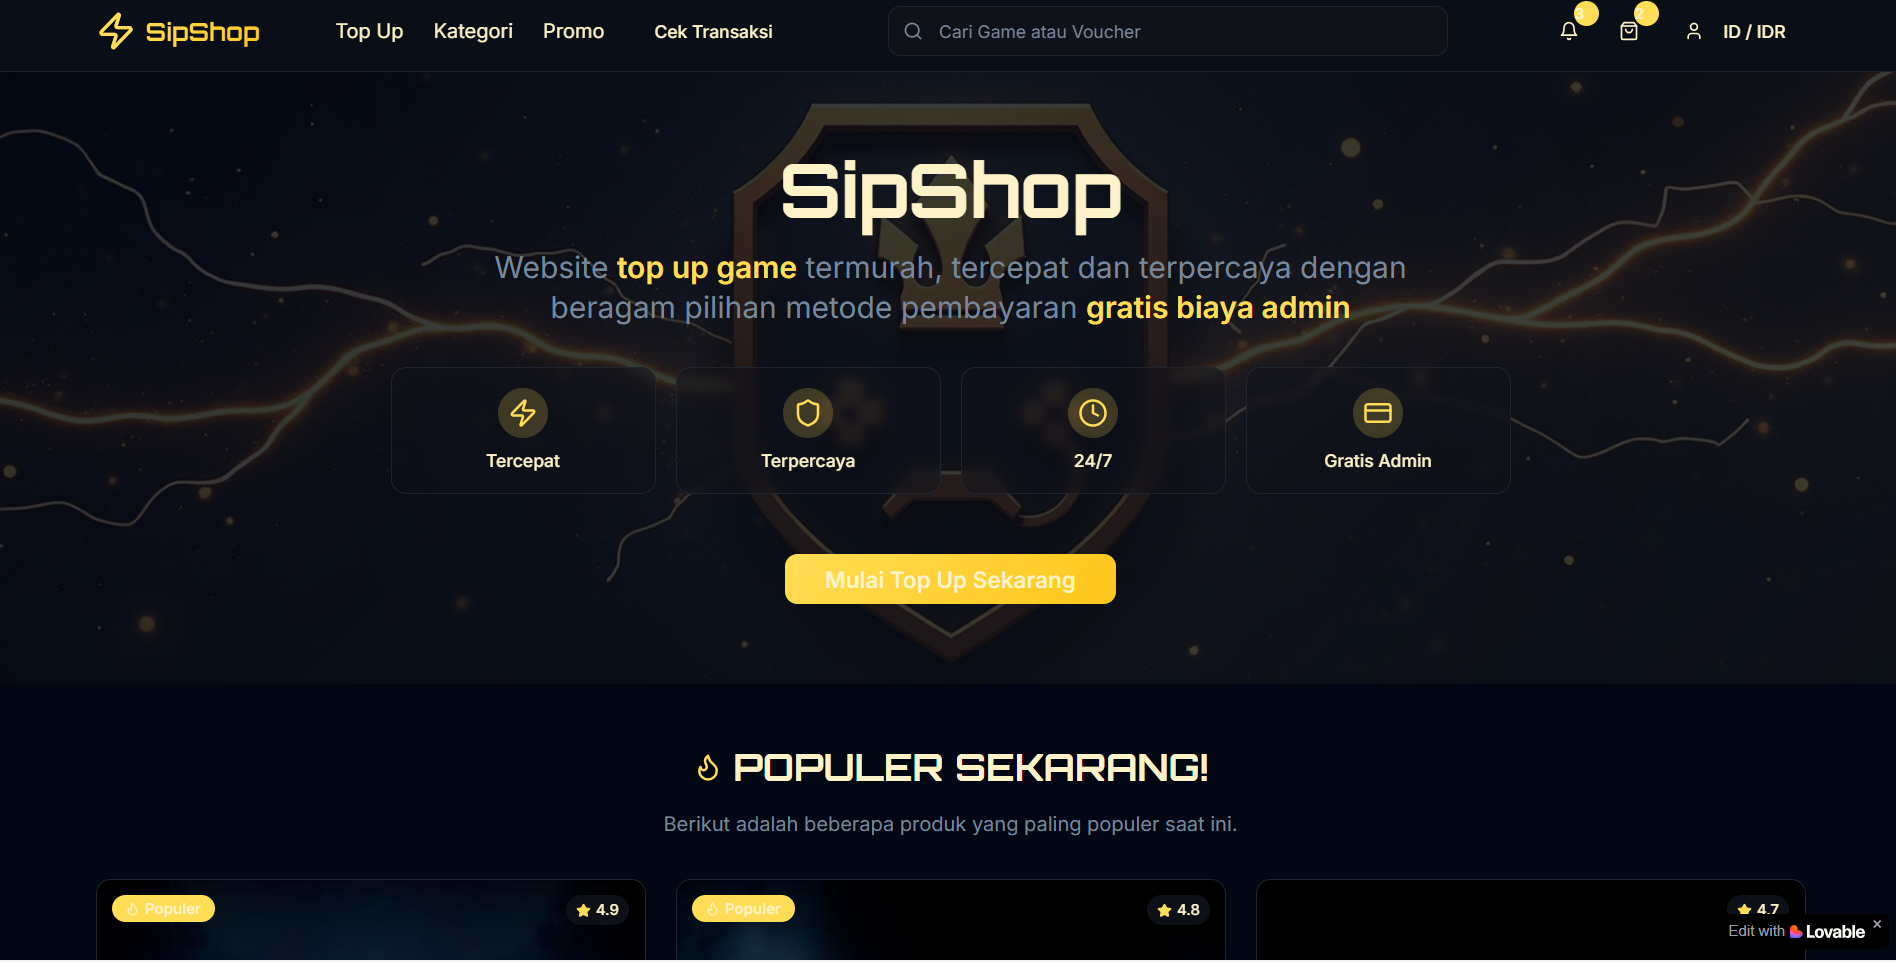 SipShop
Top Up
Kategori
Promo
Cek Transaksi
Cari Game atau Voucher
3
2
ID / IDR
SipShop
Website top up game termurah, tercepat dan terpercaya dengan
beragam pilihan metode pembayaran gratis biaya admin
Tercepat
Terpercaya
24/7
Gratis Admin
Mulai Top Up Sekarang
POPULER SEKARANG!
Berikut adalah beberapa produk yang paling populer saat ini.
Populer
4.9
Populer
4.8
4.7
Edit with Lovable ×